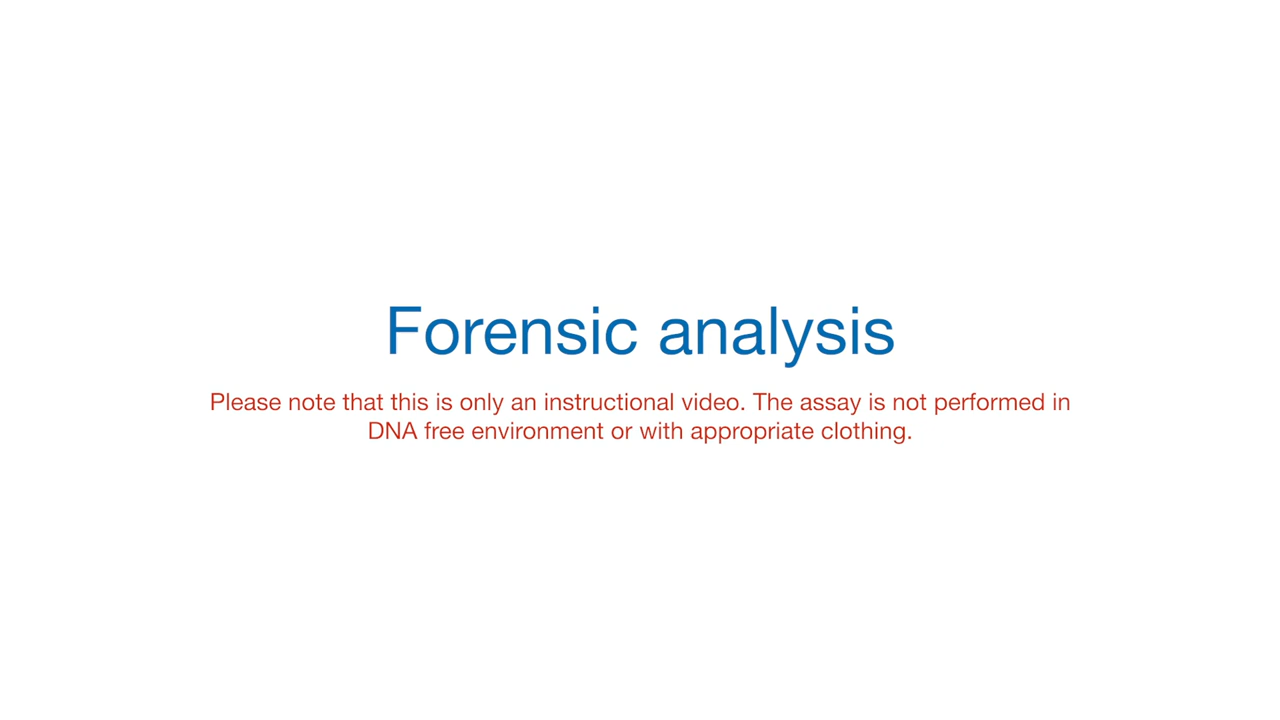 Forensic analysis
Please note that this is only an instructional video. The assay is not performed in
DNA free environment or with appropriate clothing.